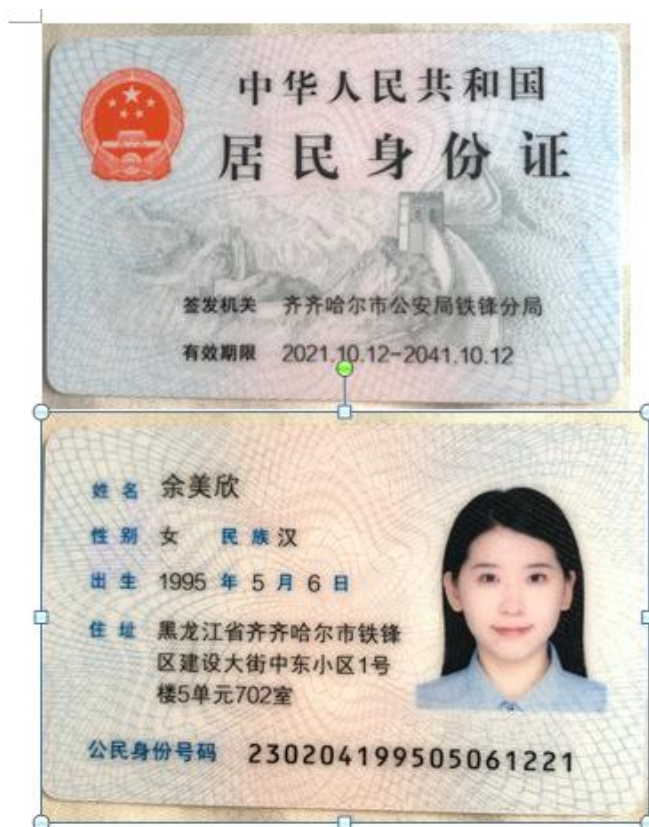 中华人民共和国
居民身份证
签发机关 齐齐哈尔市公安局铁锋分局
有效期限 2021.10.12-2041.10.12
姓名 余美欣
性别 女 民族 汉
出生 1995 年 5 月 6 日
住址 黑龙江省齐齐哈尔市铁锋
区建设大街中东小区1号
楼5单元702室
公民身份号码 230204199505061221